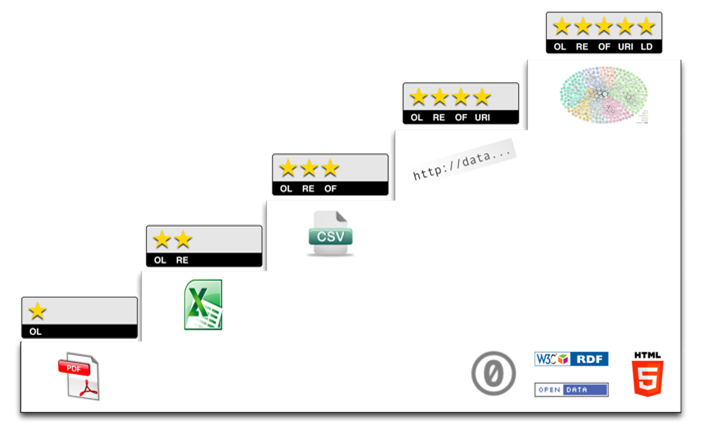 OL RE OF URI LD
OL RE OF URI
http://data...
OL RE OF
CSV
OL RE
X
OL
PDF
0
W3C RDF
OPEN DATA
HTML
5